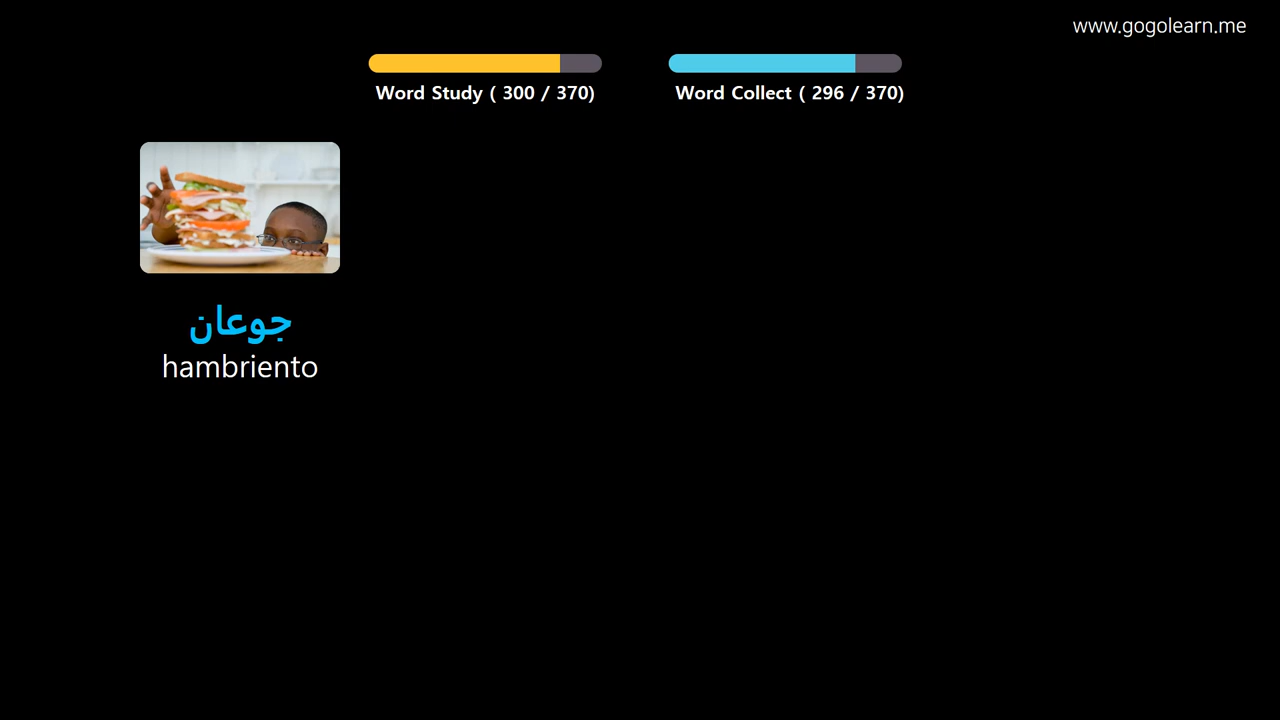 www.gogolearn.me
Word Study ( 300 / 370)
Word Collect ( 296 / 370)
جوعان
hambriento